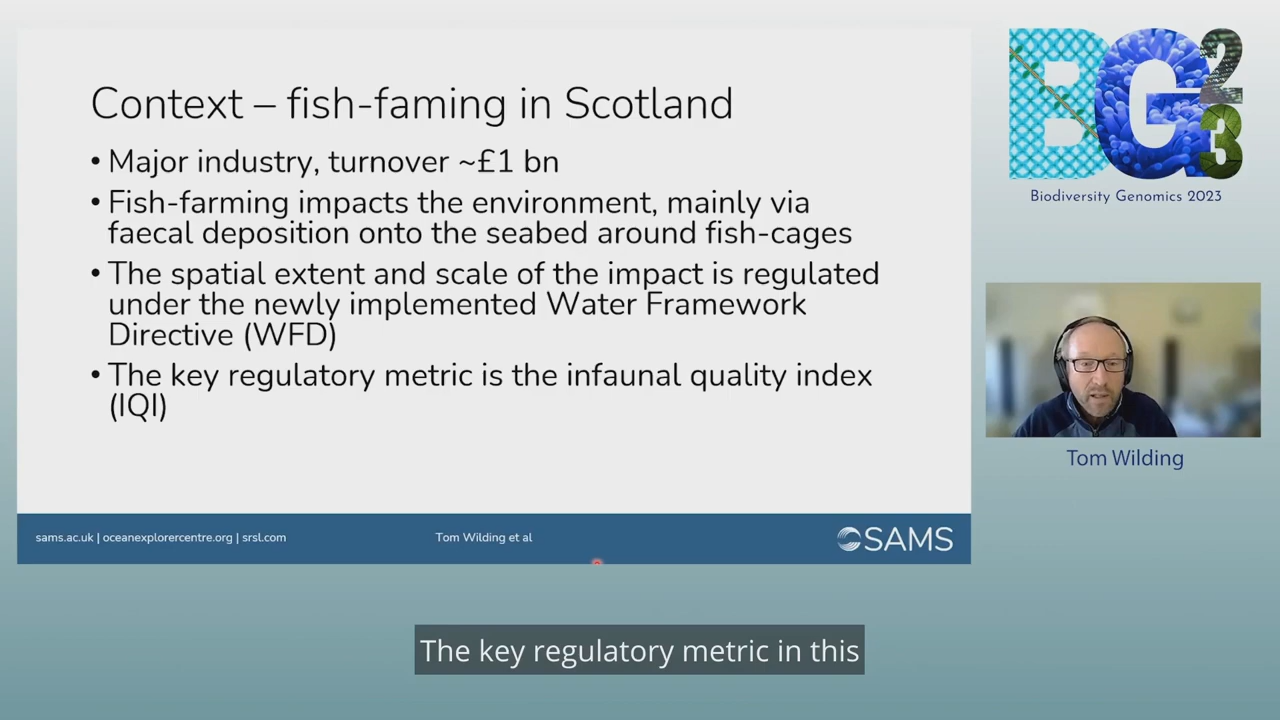 Context – fish-faming in Scotland
• Major industry, turnover ~£1 bn
• Fish-farming impacts the environment, mainly via
faecal deposition onto the seabed around fish-cages
• The spatial extent and scale of the impact is regulated
under the newly implemented Water Framework
Directive (WFD)
• The key regulatory metric is the infaunal quality index
(IQI)
sams.ac.uk | oceanexplorercentre.org | srsl.com
Tom Wilding et al
SAMS
BG23
Biodiversity Genomics 2023
Tom Wilding
The key regulatory metric in this